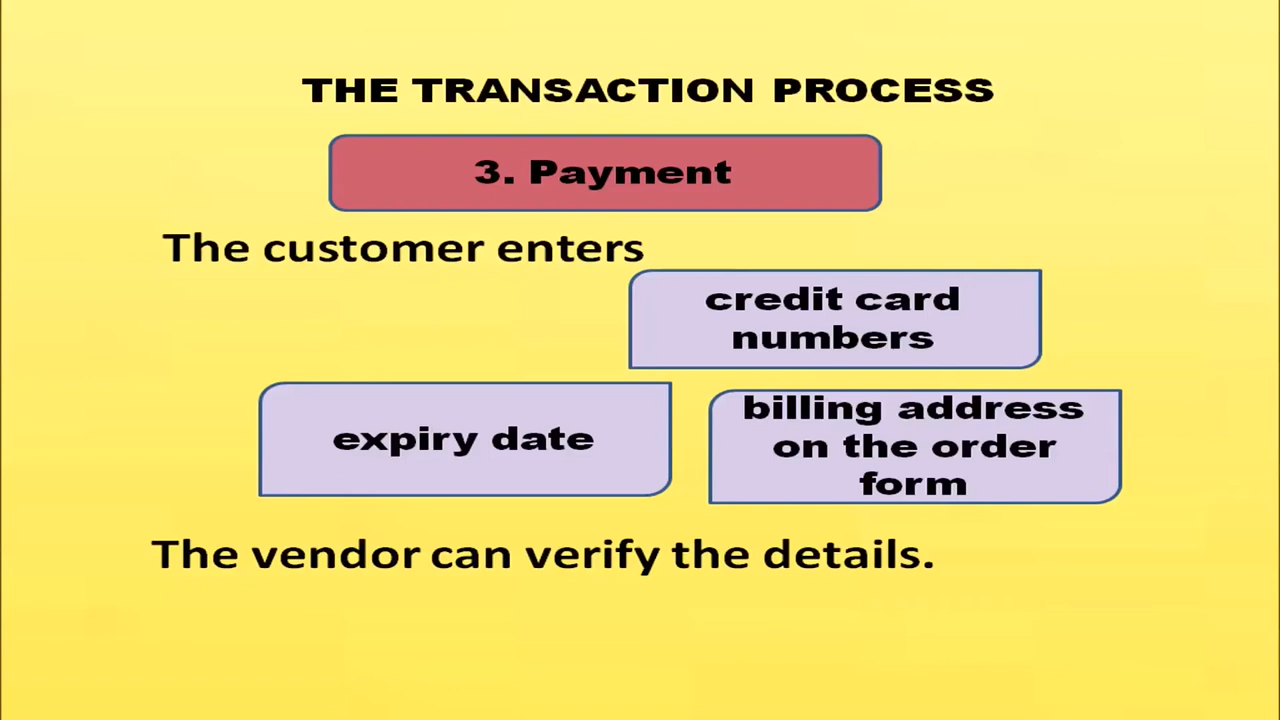 THE TRANSACTION PROCESS
3. Payment
The customer enters
credit card
numbers
expiry date
billing address
on the order
form
The vendor can verify the details.